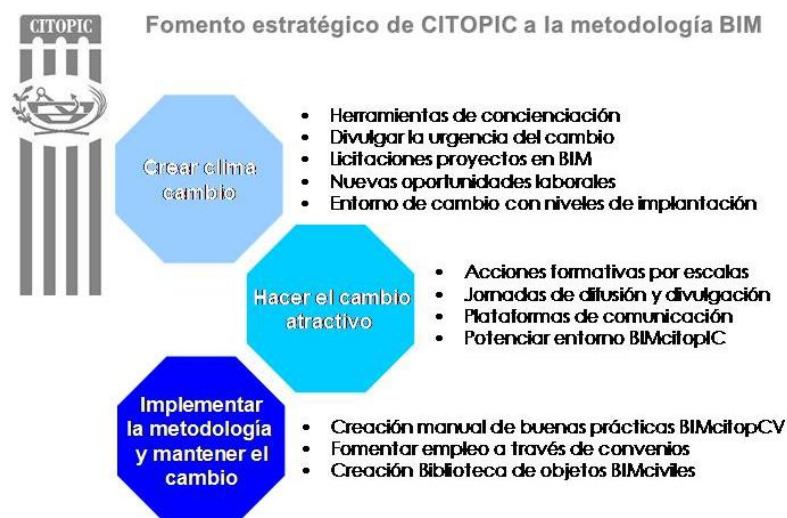 CITOPIC
Fomento estratégico de CITOPIC a la metodología BIM
Crear clima
cambio
• Herramientas de concienciación
• Divulgar la urgencia del cambio
• Licitaciones proyectos en BIM
• Nuevas oportunidades laborales
• Entorno de cambio con niveles de implantación
Hacer el cambio
atractivo
• Acciones formativas por escalas
• Jornadas de difusión y divulgación
• Plataformas de comunicación
• Potenciar entorno BIMcitopIC
Implementar
la metodología
y mantener el
cambio
• Creación manual de buenas prácticas BIMcitopCV
• Fomentar empleo a través de convenios
• Creación Biblioteca de objetos BIMciviles